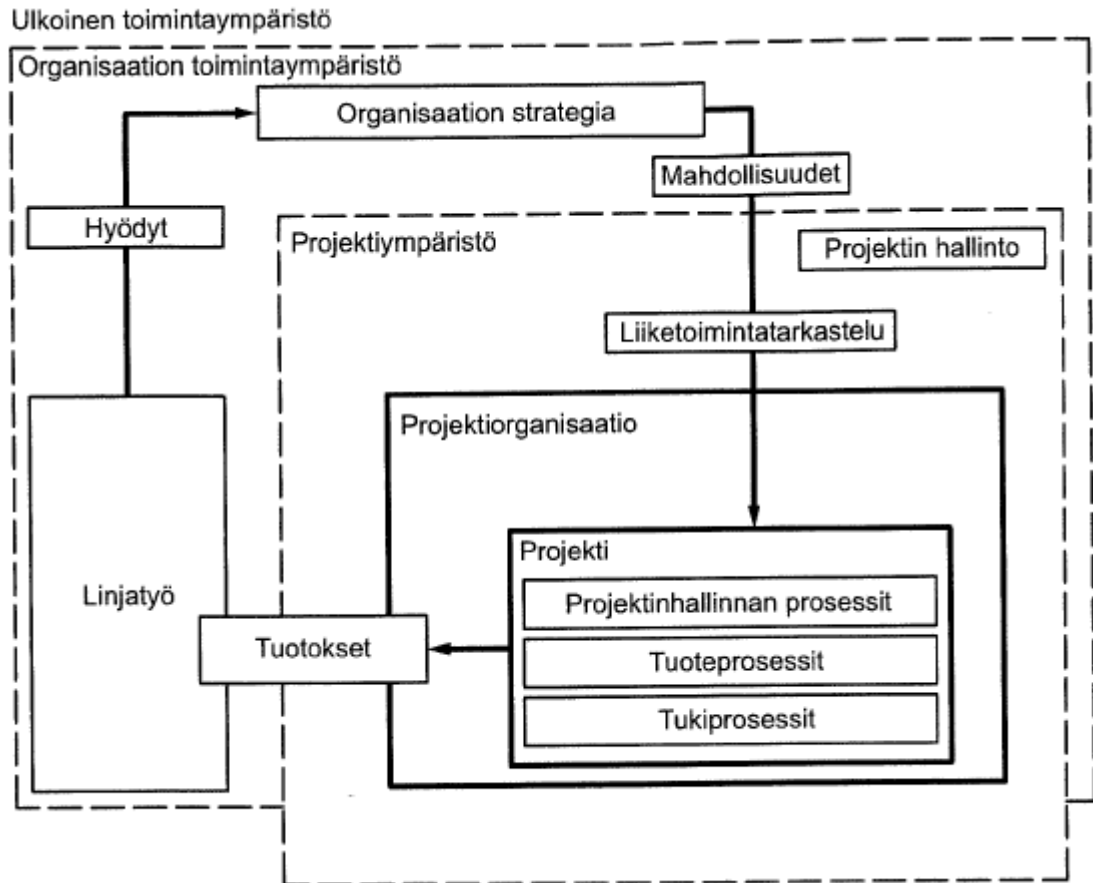 Ulkoinen toimintaympäristö
Organisaation toimintaympäristö
Organisaation strategia
Mahdollisuudet
Hyödyt
Projektiympäristö
Projektin hallinto
Liiketoimintatarkastelu
Projektiorganisaatio
Projekti
Projektinhallinnan prosessit
Linjatyö
Tuotokset
Tuoteprosessit
Tukiprosessit